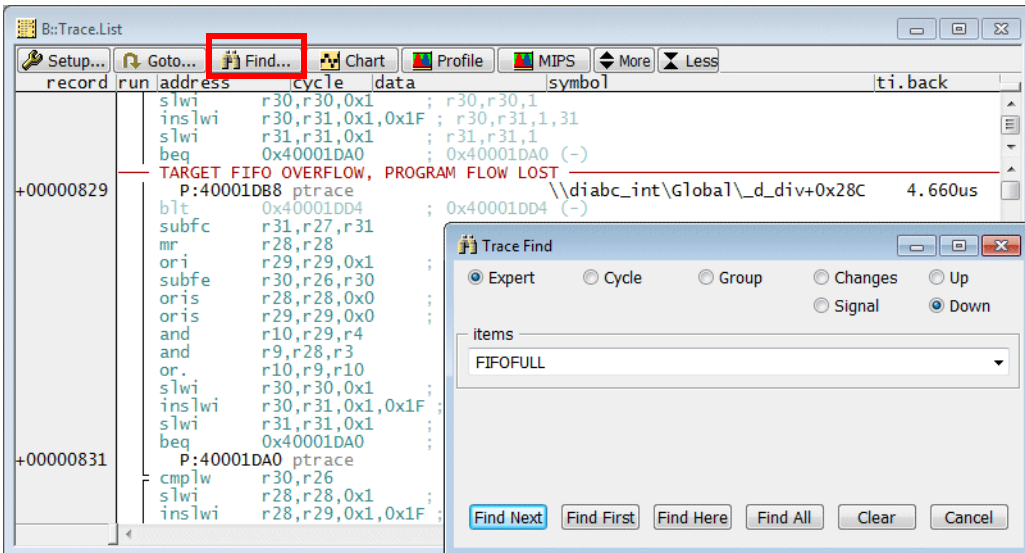 B::Trace.List
Setup... Goto... Find... Chart Profile MIPS More Less
record run address cycle data symbol ti.back
slwi r30,r30,0x1 ; r30,r30,1
inslwi r30,r31,0x1,0x1F ; r30,r31,1,31
slwi r31,r31,0x1 ; r31,r31,1
beq 0x40001DA0 ; 0x40001DA0 (-)
TARGET FIFO OVERFLOW, PROGRAM FLOW LOST
+00000829 P:40001DB8 ptrace \\diabc_int\Global\_d_div+0x28C 4.660us
blt 0x40001DD4 ; 0x40001DD4 (-)
subfc r31,r27,r31
mr r28,r28
ori r29,r29,0x1 ;
subfe r30,r26,r30
oris r28,r28,0x0 ;
oris r29,r29,0x0 ;
and r10,r29,r4
and r9,r28,r3
or. r10,r9,r10
slwi r30,r30,0x1 ;
inslwi r30,r31,0x1,0x1F ;
slwi r31,r31,0x1 ;
beq 0x40001DA0 ;
+00000831 P:40001DA0 ptrace
cmplw r30,r26
slwi r28,r28,0x1 ;
inslwi r28,r29,0x1,0x1F ;
Trace Find
Expert Cycle Group Changes Up
Signal Down
items
FIFOFULL
Find Next Find First Find Here Find All Clear Cancel